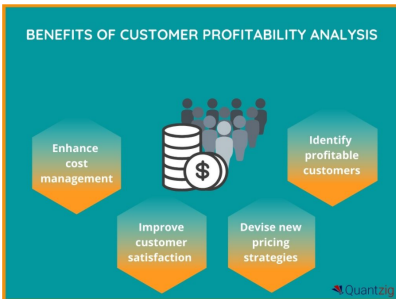 BENEFITS OF CUSTOMER PROFITABILITY ANALYSIS
Enhance
cost
management
Improve
customer
satisfaction
Devise new
pricing
strategies
Identify
profitable
customers
$
Quantzig